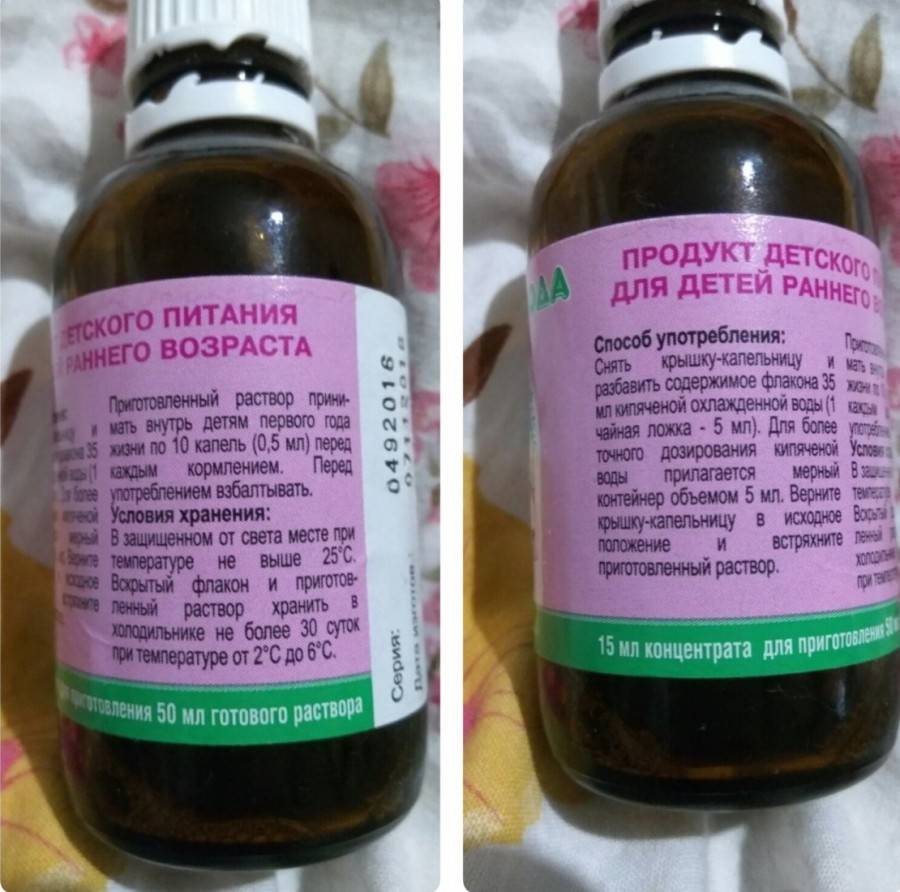 ДЕТСКОГО ПИТАНИЯ
РАННЕГО ВОЗРАСТА
Приготовленный раствор прини-
мать внутрь детям первого года
жизни по 10 капель (0,5 мл) перед
каждым кормлением. Перед
употреблением взбалтывать.
Условия хранения:
В защищенном от света месте при
температуре не выше 25°С.
Вскрытый флакон и приготов-
ленный раствор хранить в
холодильнике не более 30 суток
при температуре от 2°С до 6°С.
приготовления 50 мл готового раствора
0492016
Серия:
ПРОДУКТ ДЕТСКОГО
ДЛЯ ДЕТЕЙ РАННЕГО
Способ употребления:
Снять крышку-капельницу и
разбавить содержимое флакона 35
мл кипяченой охлажденной воды (1
чайная ложка - 5 мл). Для более
точного дозирования кипяченой
воды прилагается мерный
контейнер объемом 5 мл. Верните
крышку-капельницу в исходное
положение и встряхните
приготовленный раствор.
15 мл концентрата для приготовления 50